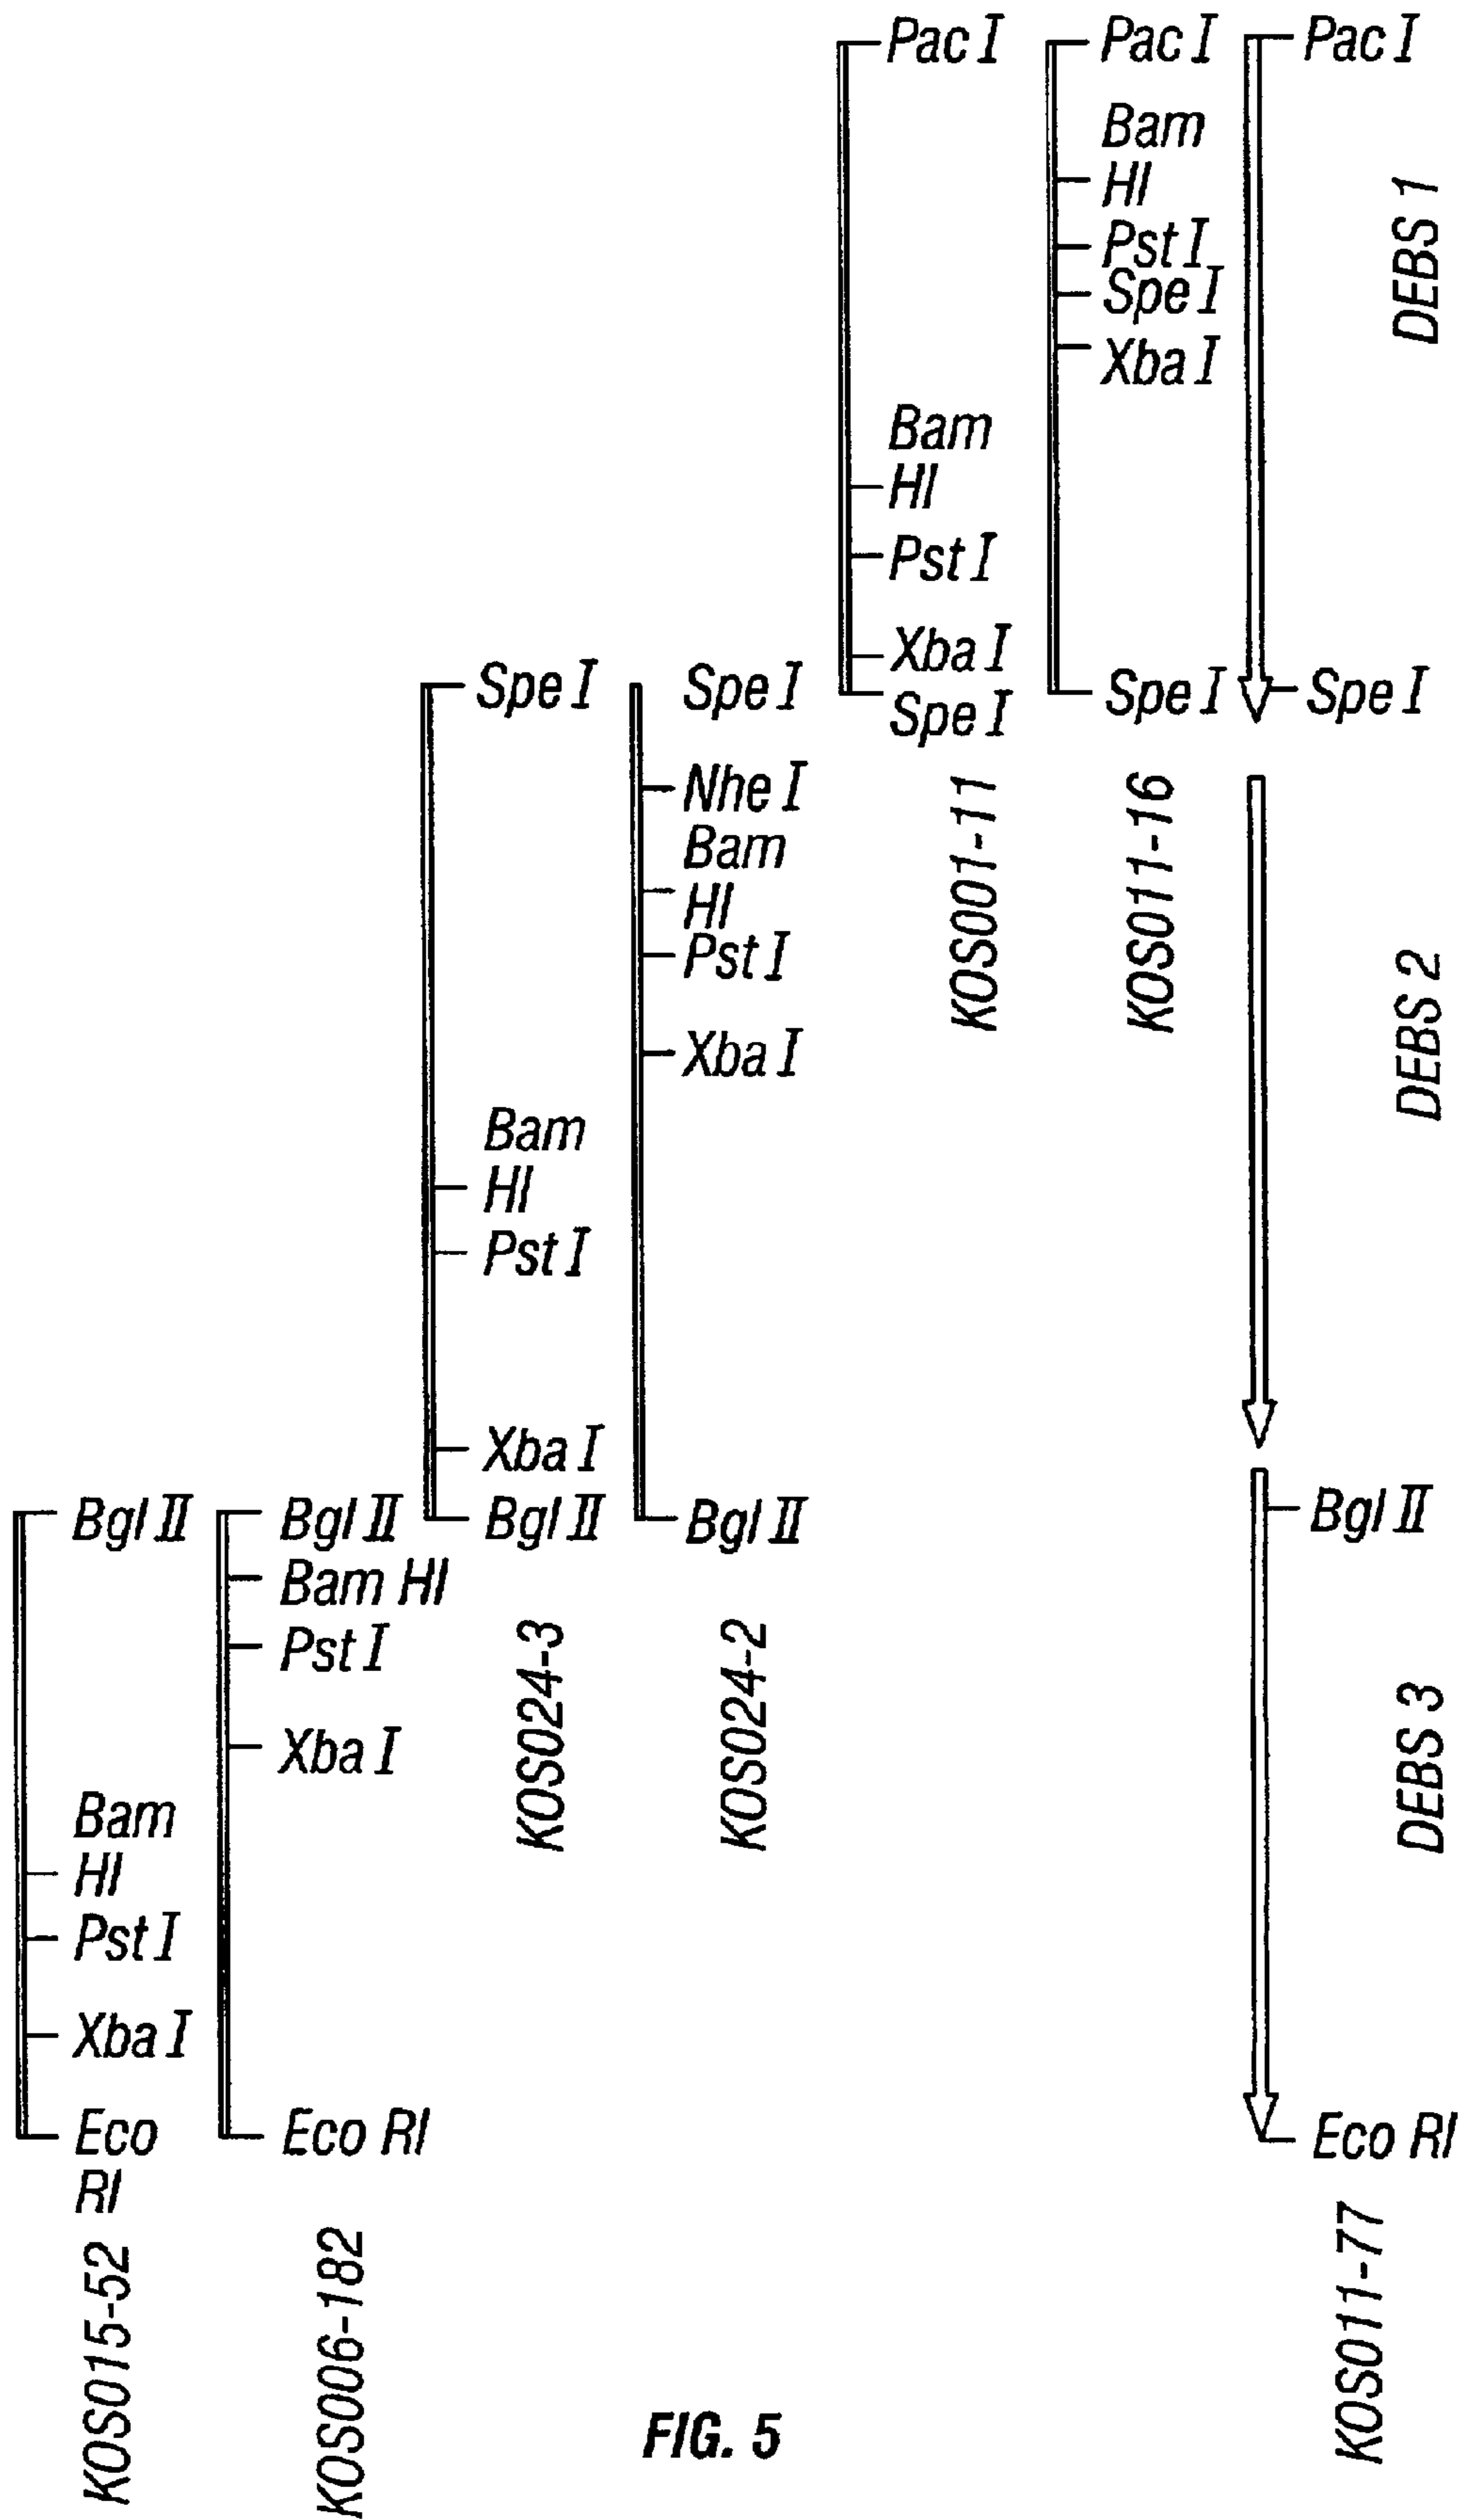 Pac I
Bam
HI
Pst I
Xba I
Spe I
KOS001-11
Pac I
Bam
HI
Pst I
Spe I
Xba I
Spe I
KOS011-16
Pac I
Spe I
Bgl II
Eco RI
DEBS 1
DEBS 2
DEBS 3
KOS011-77
Spe I
Bam
HI
Pst I
Xba I
Bgl II
KOS024-3
Spe I
Nhe I
Bam
HI
Pst I
Xba I
Bgl II
KOS024-2
Bgl II
Bam
HI
Pst I
Xba I
Eco
RI
KOS015-52
Bgl II
Bam HI
Pst I
Xba I
Eco RI
KOS006-182
FIG. 5